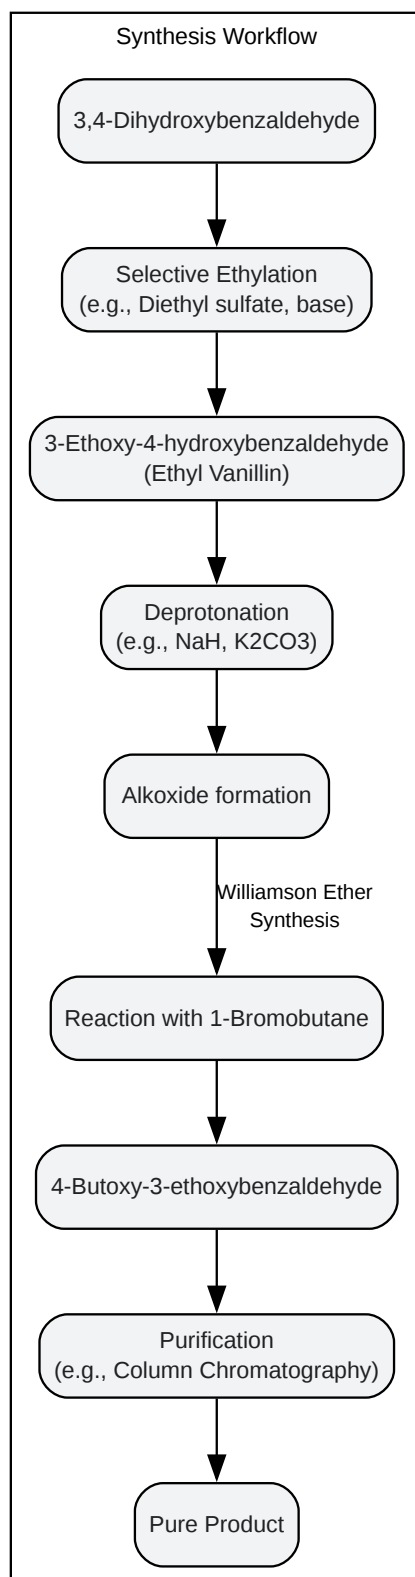 Synthesis Workflow
3,4-Dihydroxybenzaldehyde
Selective Ethylation
(e.g., Diethyl sulfate, base)
3-Ethoxy-4-hydroxybenzaldehyde
(Ethyl Vanillin)
Deprotonation
(e.g., NaH, K2CO3)
Alkoxide formation
Williamson Ether
Synthesis
Reaction with 1-Bromobutane
4-Butoxy-3-ethoxybenzaldehyde
Purification
(e.g., Column Chromatography)
Pure Product